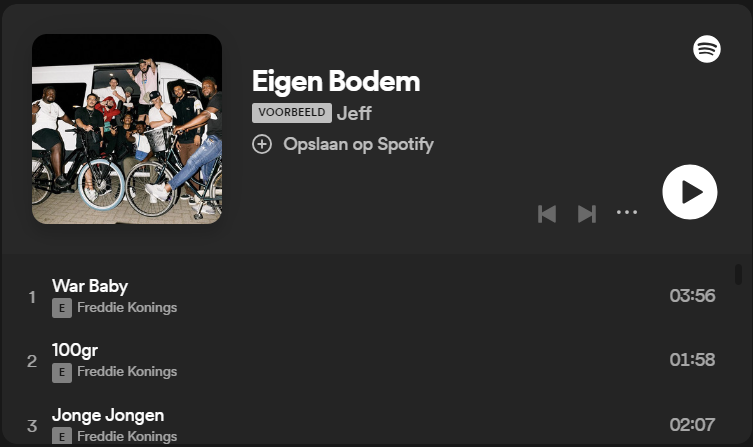 Eigen Bodem
VOORBEELD Jeff
Opslaan op Spotify
1 War Baby 03:56
E Freddie Konings
2 100gr 01:58
E Freddie Konings
3 Jonge Jongen 02:07
E Freddie Konings